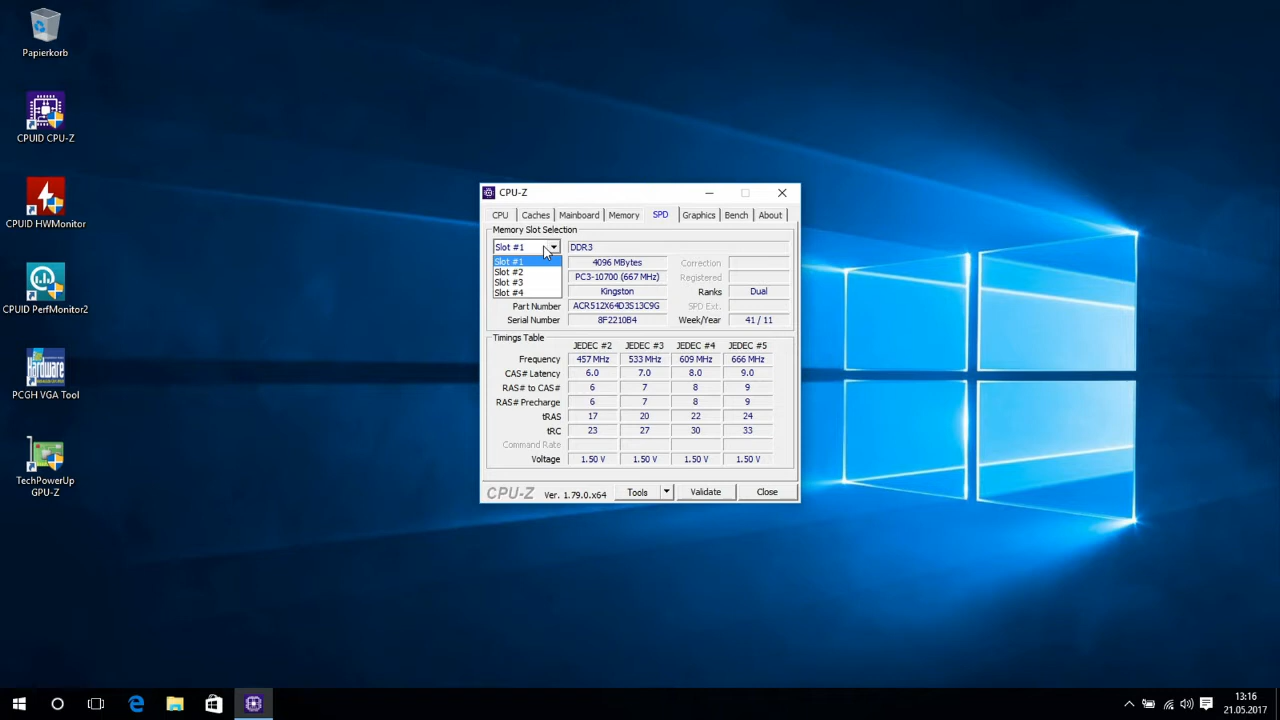 Papierkorb
CPUID CPU-Z
CPUID HWMonitor
CPUID PerfMonitor2
Hardware
PCGH VGA Tool
TechPowerUp
GPU-Z
CPU-Z
CPU Caches Mainboard Memory SPD Graphics Bench About
Memory Slot Selection
Slot #1 DDR3
Slot #1 4096 MBytes Correction
Slot #2 PC3-10700 (667 MHz) Registered
Slot #3 Kingston Ranks Dual
Slot #4
Part Number ACR512X64D3S13C9G SPD Ext.
Serial Number 8F2210B4 Week/Year 41 / 11
Timings Table
JEDEC #2 JEDEC #3 JEDEC #4 JEDEC #5
Frequency 457 MHz 533 MHz 609 MHz 666 MHz
CAS# Latency 6.0 7.0 8.0 9.0
RAS# to CAS# 6 7 8 9
RAS# Precharge 6 7 8 9
tRAS 17 20 22 24
tRC 23 27 30 33
Command Rate
Voltage 1.50 V 1.50 V 1.50 V 1.50 V
CPU-Z Ver. 1.79.0.x64 Tools Validate Close
13:16
21.05.2017